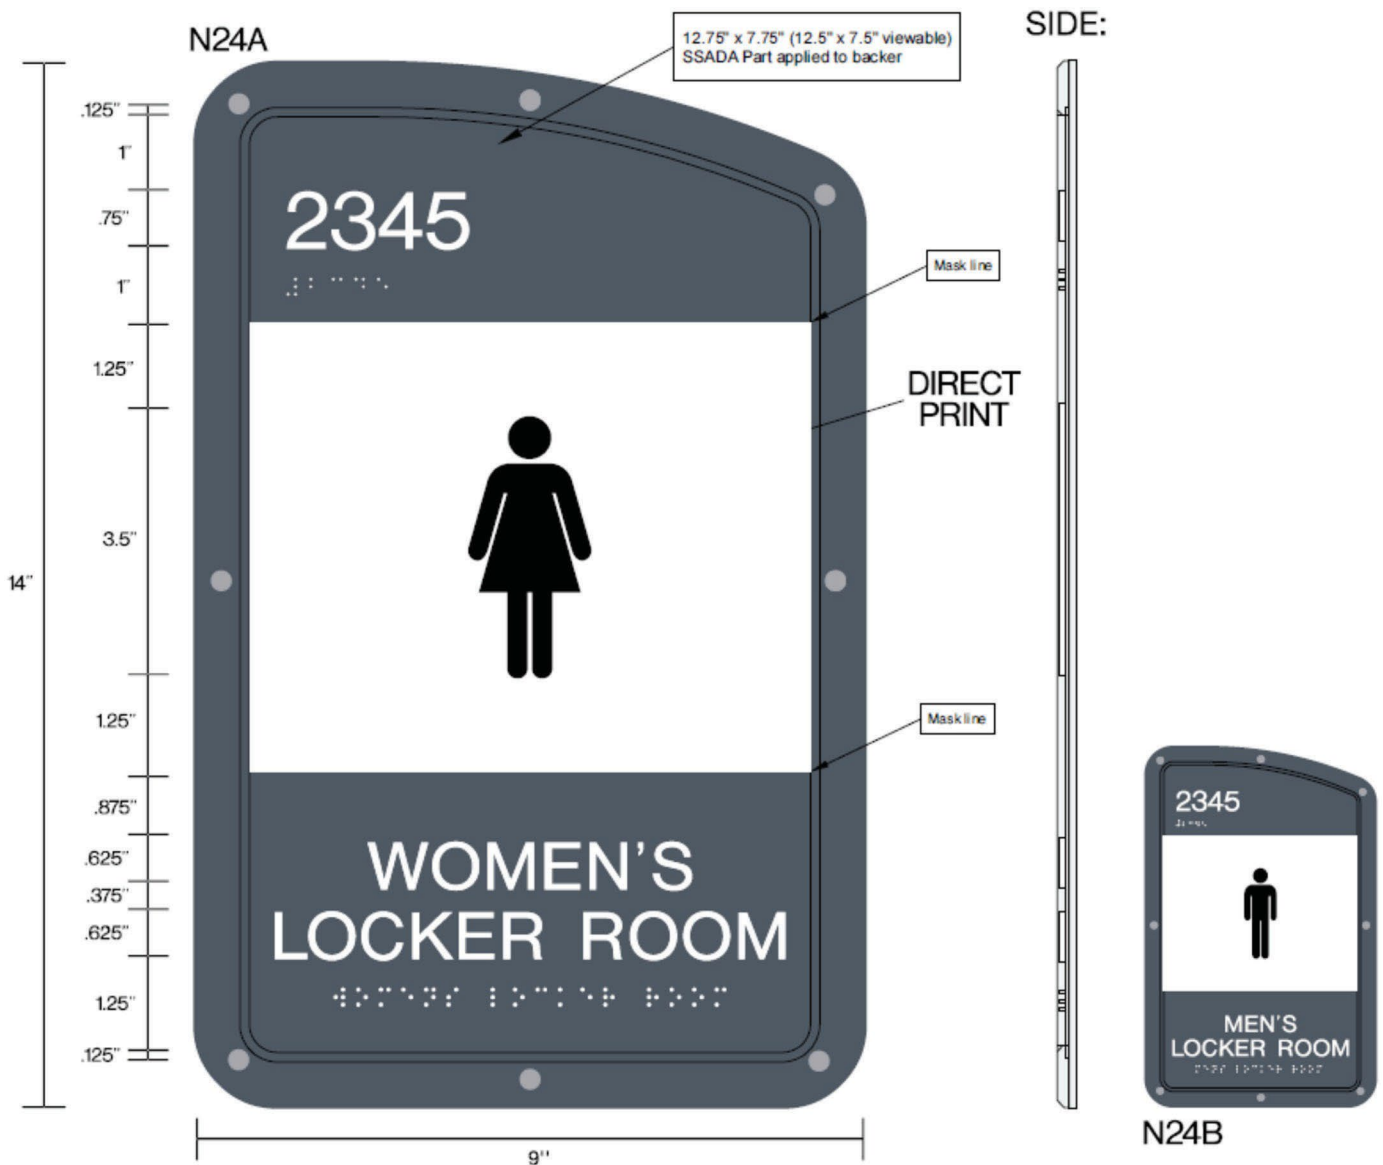 N24A
12.75" x 7.75" (12.5" x 7.5" viewable)
SSADA Part applied to backer
SIDE:
14"
.125"
1"
.75"
1"
1.25"
3.5"
1.25"
.875"
.625"
.375"
.625"
1.25"
.125"
2345
⠼⠃⠉⠙⠑
Mask line
DIRECT
PRINT
Mask line
WOMEN'S
LOCKER ROOM
9"
2345
MEN'S
LOCKER ROOM
N24B